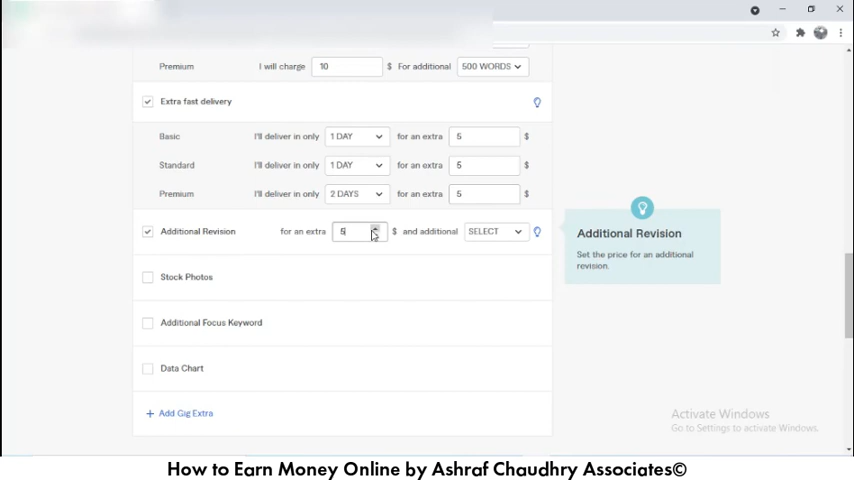 Premium I will charge 10 $ For additional 500 WORDS
Extra fast delivery
Basic I'll deliver in only 1 DAY for an extra 5 $
Standard I'll deliver in only 1 DAY for an extra 5 $
Premium I'll deliver in only 2 DAYS for an extra 5 $
Additional Revision for an extra 5 $ and additional SELECT
Additional Revision
Set the price for an additional
revision.
Stock Photos
Additional Focus Keyword
Data Chart
+ Add Gig Extra
Activate Windows
Go to Settings to activate Windows.
How to Earn Money Online by Ashraf Chaudhry Associates©